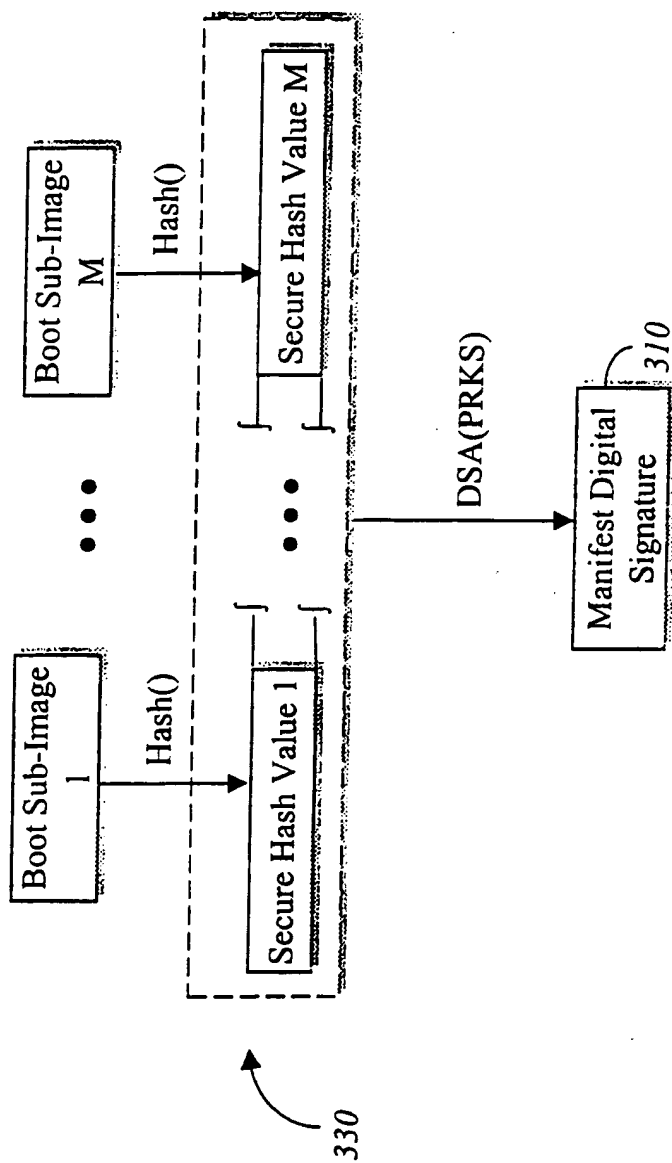 Boot Sub-Image
1
Boot Sub-Image
M
Hash()
Hash()
Secure Hash Value 1
Secure Hash Value M
330
DSA(PRKS)
Manifest Digital
Signature
310